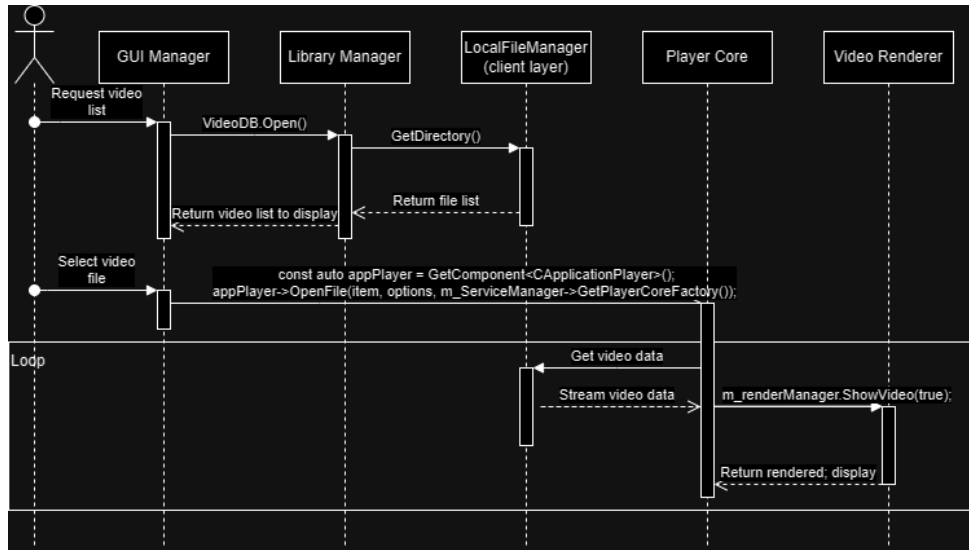 GUI Manager
Library Manager
LocalFileManager
(client layer)
Player Core
Video Renderer
Request video
list
VideoDB.Open()
GetDirectory()
Return file list
Return video list to display
Select video
file
const auto appPlayer = GetComponent<CApplicationPlayer>();
appPlayer->OpenFile(item, options, m_ServiceManager->GetPlayerCoreFactory());
Loop
Get video data
Stream video data
m_renderManager.ShowVideo(true);
Return rendered; display